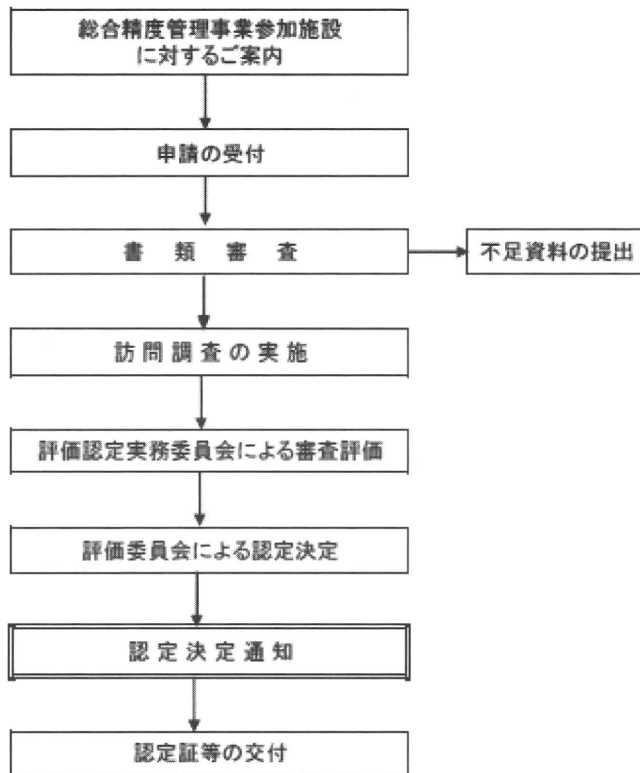 総合精度管理事業参加施設
に対するご案内
申請の受付
書類審査
不足資料の提出
訪問調査の実施
評価認定実務委員会による審査評価
評価委員会による認定決定
認定決定通知
認定証等の交付